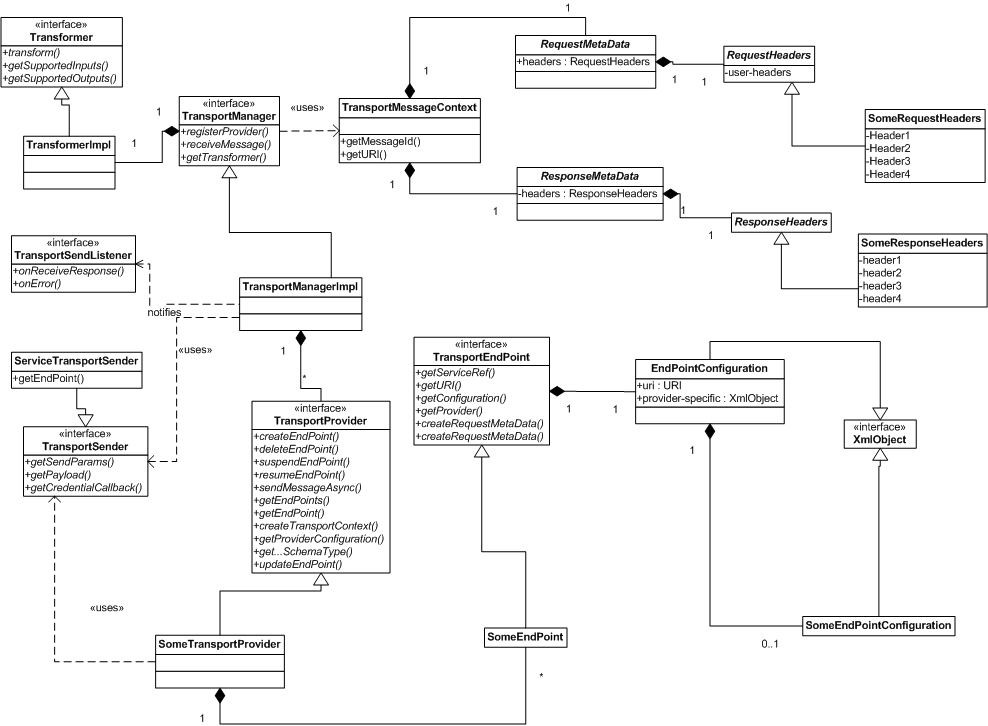 «interface»
Transformer
+transform()
+getSupportedInputs()
+getSupportedOutputs()
TransformerImpl
1
1
«interface»
TransportManager
+registerProvider()
+receiveMessage()
+getTransformer()
«uses»
1
1
TransportMessageContext
+getMessageId()
+getURI()
1
1
RequestMetaData
+headers : RequestHeaders
1
1
RequestHeaders
-user-headers
SomeRequestHeaders
-Header1
-Header2
-Header3
-Header4
ResponseMetaData
-headers : ResponseHeaders
1
1
ResponseHeaders
SomeResponseHeaders
-header1
-header2
-header3
-header4
«interface»
TransportSendListener
+onReceiveResponse()
+onError()
notifies
TransportManagerImpl
«uses»
1
*
ServiceTransportSender
+getEndPoint()
«interface»
TransportSender
+getSendParams()
+getPayload()
+getCredentialCallback()
«interface»
TransportProvider
+createEndPoint()
+deleteEndPoint()
+suspendEndPoint()
+resumeEndPoint()
+sendMessageAsync()
+getEndPoints()
+getEndPoint()
+createTransportContext()
+getProviderConfiguration()
+get...SchemaType()
+updateEndPoint()
«interface»
TransportEndPoint
+getServiceRef()
+getURI()
+getConfiguration()
+getProvider()
+createRequestMetaData()
+createRequestMetaData()
1
1
EndPointConfiguration
+uri : URI
+provider-specific : XmlObject
1
«interface»
XmlObject
«uses»
SomeTransportProvider
1
SomeEndPoint
*
SomeEndPointConfiguration
0..1